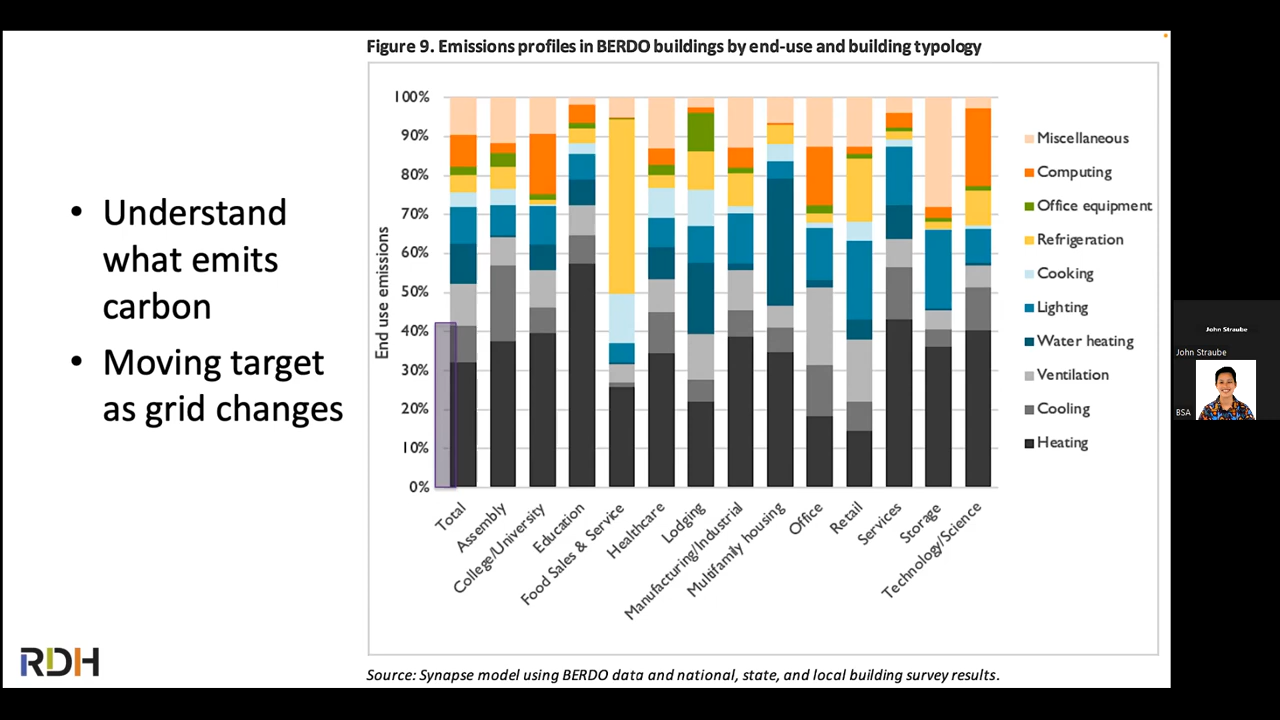 Figure 9. Emissions profiles in BERDO buildings by end-use and building typology
• Understand
what emits
carbon
• Moving target
as grid changes
End use emissions
100%
90%
80%
70%
60%
50%
40%
30%
20%
10%
0%
Total
Assembly
College/University
Education
Food Sales & Service
Healthcare
Lodging
Manufacturing/Industrial
Multifamily housing
Office
Retail
Services
Storage
Technology/Science
Miscellaneous
Computing
Office equipment
Refrigeration
Cooking
Lighting
Water heating
Ventilation
Cooling
Heating
Source: Synapse model using BERDO data and national, state, and local building survey results.
RDH
John Straube
John Straube
BSA